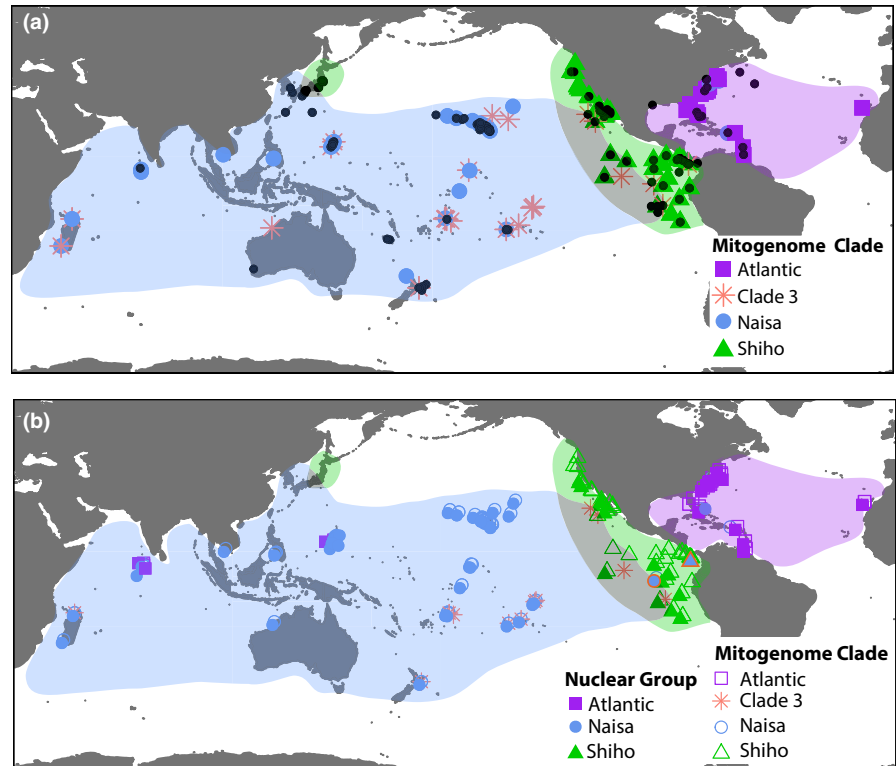 (a)
Mitogenome Clade
Atlantic
Clade 3
Naisa
Shiho
(b)
Nuclear Group
Atlantic
Naisa
Shiho
Mitogenome Clade
Atlantic
Clade 3
Naisa
Shiho